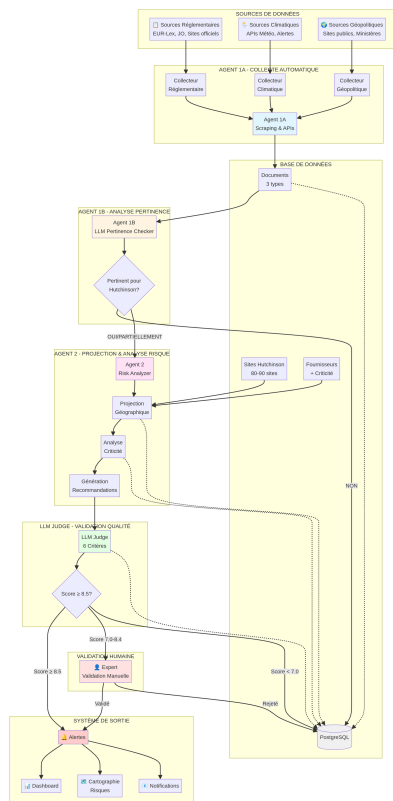 SOURCES DE DONNÉES
📋 Sources Réglementaires
EUR-Lex, JO, Sites officiels
Sources Climatiques
APIs Météo, Alertes
🌍 Sources Géopolitiques
Sites publics, Ministères
AGENT 1A - COLLECTE AUTOMATIQUE
Collecteur
Réglementaire
Collecteur
Climatique
Collecteur
Géopolitique
Agent 1A
Scraping & APIs
BASE DE DONNÉES
Documents
3 types
AGENT 1B - ANALYSE PERTINENCE
Agent 1B
LLM Pertinence Checker
Pertinent pour
Hutchinson?
OUI/PARTIELLEMENT
AGENT 2 - PROJECTION & ANALYSE RISQUE
Agent 2
Risk Analyzer
Sites Hutchinson
80-90 sites
Fournisseurs
+ Criticité
Projection
Géographique
Analyse
Criticité
Génération
Recommandations
NON
LLM JUDGE - VALIDATION QUALITÉ
LLM Judge
6 Critères
Score ≥ 8.5?
Score 7.0-8.4
VALIDATION HUMAINE
👤 Expert
Validation Manuelle
Score ≥ 8.5
Score < 7.0
Validé
Rejeté
SYSTÈME DE SORTIE
🔔 Alertes
PostgreSQL
📊 Dashboard
🗺️ Cartographie
Risques
📧 Notifications